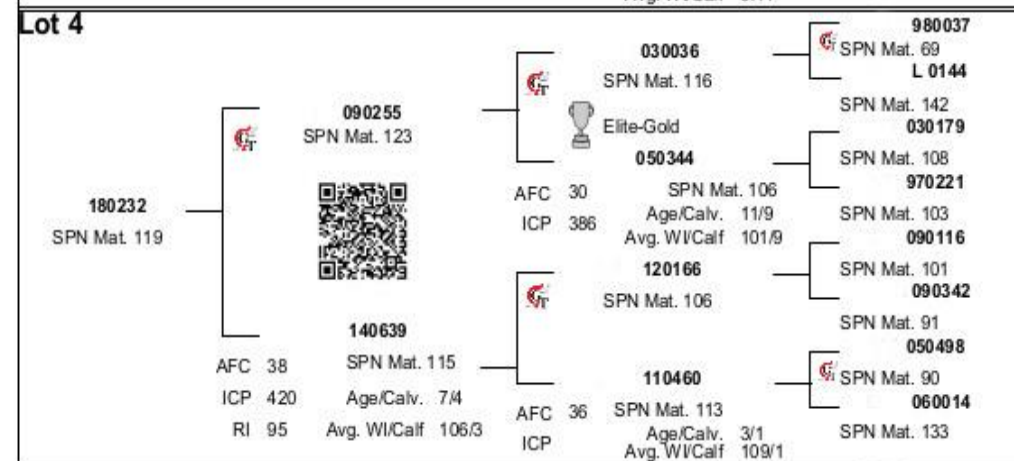 Lot 4
980037
030036
SPN Mat. 69
SPN Mat. 116
L 0144
090255
SPN Mat. 142
SPN Mat. 123
Elite-Gold
030179
050344
SPN Mat. 108
180232
AFC 30
SPN Mat. 106
970221
SPN Mat. 119
ICP 386
Age/Calv. 11/9
SPN Mat. 103
Avg. WI/Calf 101/9
090116
120166
SPN Mat. 101
SPN Mat. 106
090342
140639
SPN Mat. 91
AFC 38
SPN Mat. 115
050498
110460
SPN Mat. 90
ICP 420
Age/Calv. 7/4
AFC 36
SPN Mat. 113
060014
RI 95
Avg. WI/Calf 106/3
ICP
Age/Calv. 3/1
SPN Mat. 133
Avg. WI/Calf 109/1